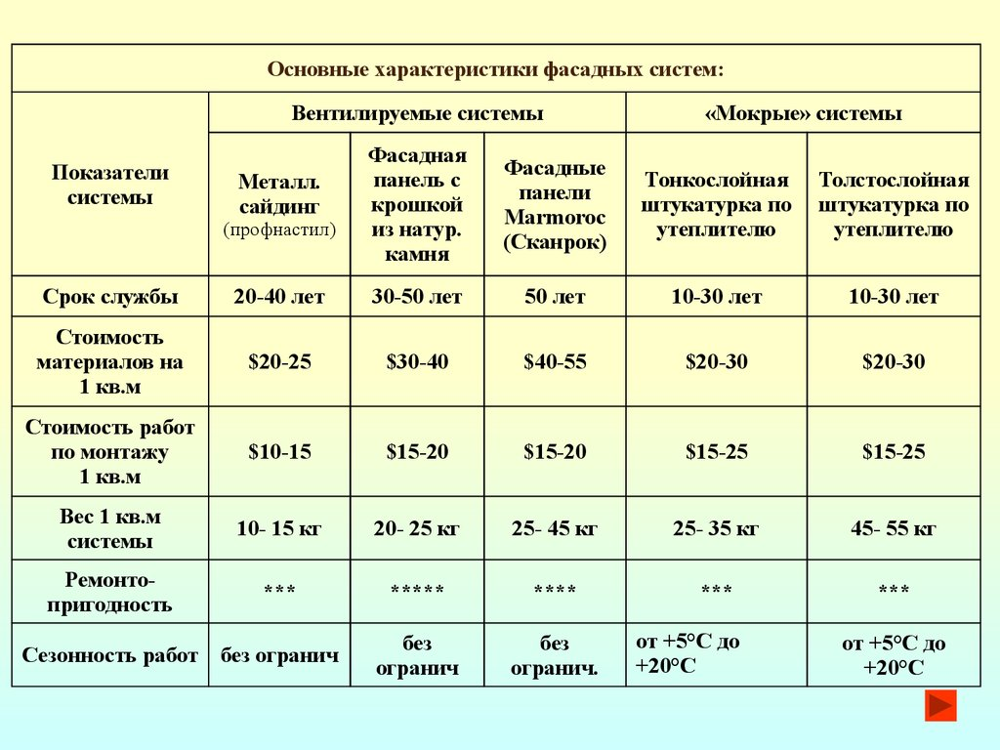 Основные характеристики фасадных систем:
Показатели
системы
Вентилируемые системы
«Мокрые» системы
Металл.
сайдинг
(профнастил)
Фасадная
панель с
крошкой
из натур.
камня
Фасадные
панели
Marmoroc
(Сканрок)
Тонкослойная
штукатурка по
утеплителю
Толстослойная
штукатурка по
утеплителю
Срок службы
20-40 лет
30-50 лет
50 лет
10-30 лет
10-30 лет
Стоимость
материалов на
1 кв.м
$20-25
$30-40
$40-55
$20-30
$20-30
Стоимость работ
по монтажу
1 кв.м
$10-15
$15-20
$15-20
$15-25
$15-25
Вес 1 кв.м
системы
10- 15 кг
20- 25 кг
25- 45 кг
25- 35 кг
45- 55 кг
Ремонто-
пригодность
***
*****
****
***
***
Сезонность работ
без огранич
без
огранич
без
огранич.
от +5°С до
+20°С
от +5°С до
+20°С